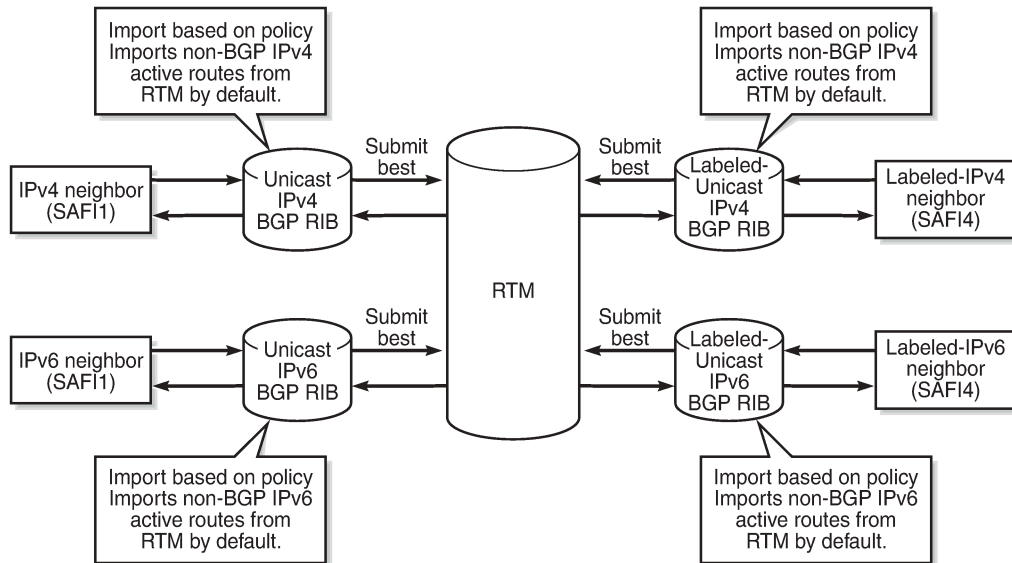 Import based on policy
Imports non-BGP IPv4
active routes from
RTM by default.
Import based on policy
Imports non-BGP IPv4
active routes from
RTM by default.
IPv4 neighbor
(SAFI1)
Unicast
IPv4
BGP RIB
Submit
best
RTM
Submit
best
Labeled-
Unicast
IPv4
BGP RIB
Labeled-IPv4
neighbor
(SAFI4)
IPv6 neighbor
(SAFI1)
Unicast
IPv6
BGP RIB
Submit
best
Submit
best
Labeled-
Unicast
IPv6
BGP RIB
Labeled-IPv6
neighbor
(SAFI4)
Import based on policy
Imports non-BGP IPv6
active routes from
RTM by default.
Import based on policy
Imports non-BGP IPv6
active routes from
RTM by default.